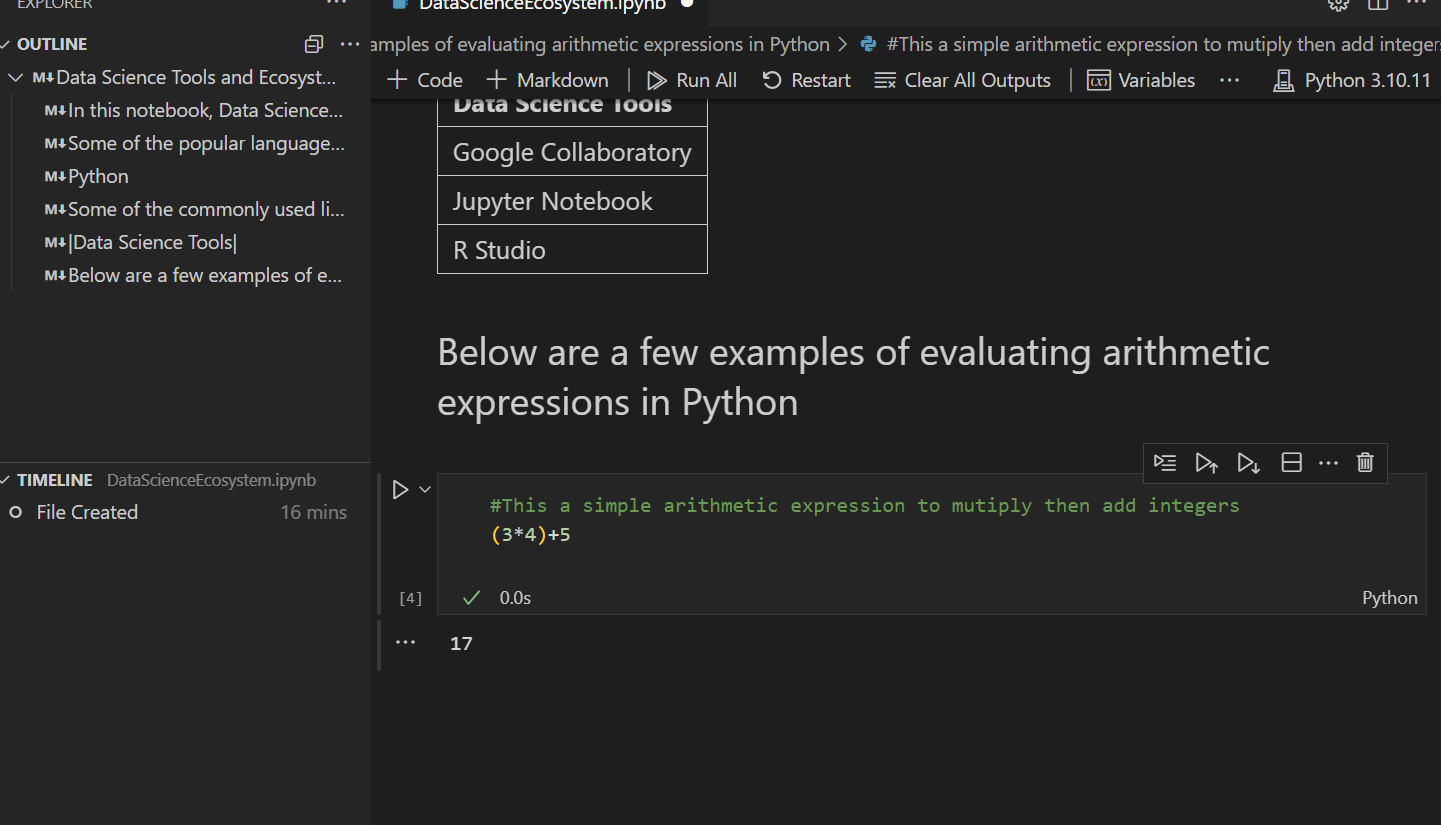 EXPLORER
OUTLINE
Data Science Tools and Ecosyst...
In this notebook, Data Science...
Some of the popular language...
Python
Some of the commonly used li...
|Data Science Tools|
Below are a few examples of e...
TIMELINE DataScienceEcosystem.ipynb
File Created 16 mins
DataScienceEcosystem.ipynb
amples of evaluating arithmetic expressions in Python > #This a simple arithmetic expression to mutiply then add integer
+ Code + Markdown | Run All Restart Clear All Outputs | Variables ... Python 3.10.11
Data Science Tools
Google Collaboratory
Jupyter Notebook
R Studio
Below are a few examples of evaluating arithmetic
expressions in Python
#This a simple arithmetic expression to mutiply then add integers
(3*4)+5
[4] 0.0s Python
... 17